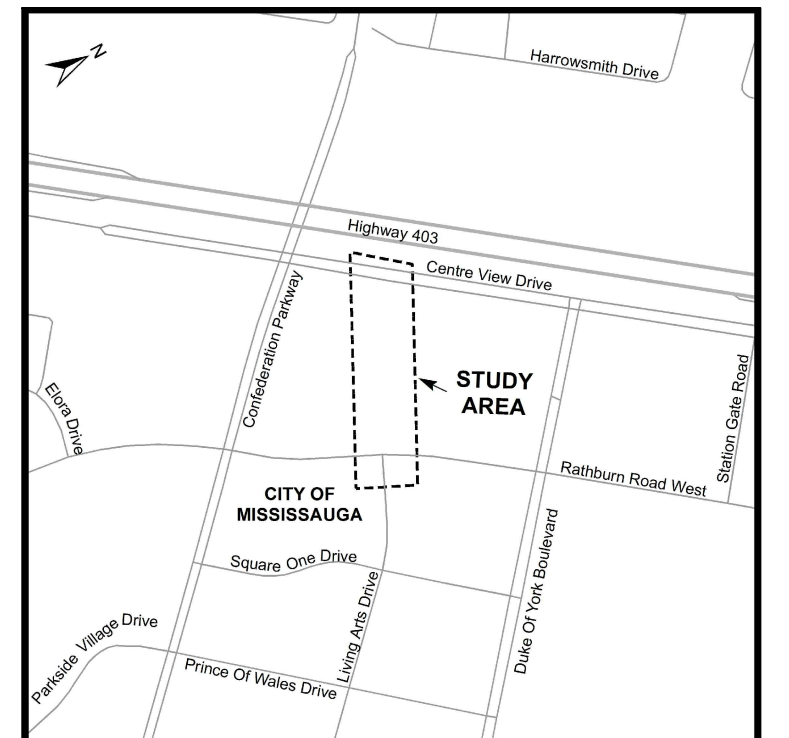 N
Harrowsmith Drive
Highway 403
Centre View Drive
Confederation Parkway
STUDY
AREA
Elora Drive
Station Gate Road
Rathburn Road West
CITY OF
MISSISSAUGA
Square One Drive
Duke Of York Boulevard
Living Arts Drive
Parkside Village Drive
Prince Of Wales Drive